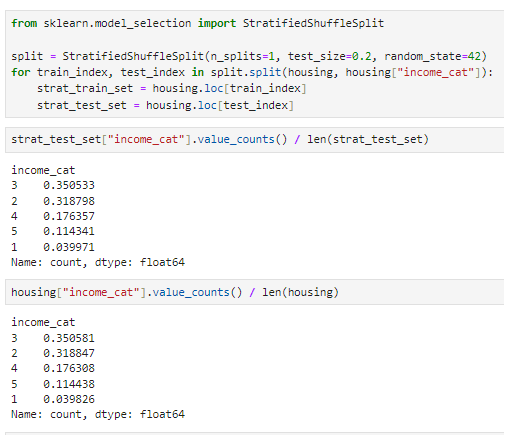 from sklearn.model_selection import StratifiedShuffleSplit
split = StratifiedShuffleSplit(n_splits=1, test_size=0.2, random_state=42)
for train_index, test_index in split.split(housing, housing["income_cat"]):
    strat_train_set = housing.loc[train_index]
    strat_test_set = housing.loc[test_index]
strat_test_set["income_cat"].value_counts() / len(strat_test_set)
income_cat
3    0.350533
2    0.318798
4    0.176357
5    0.114341
1    0.039971
Name: count, dtype: float64
housing["income_cat"].value_counts() / len(housing)
income_cat
3    0.350581
2    0.318847
4    0.176308
5    0.114438
1    0.039826
Name: count, dtype: float64